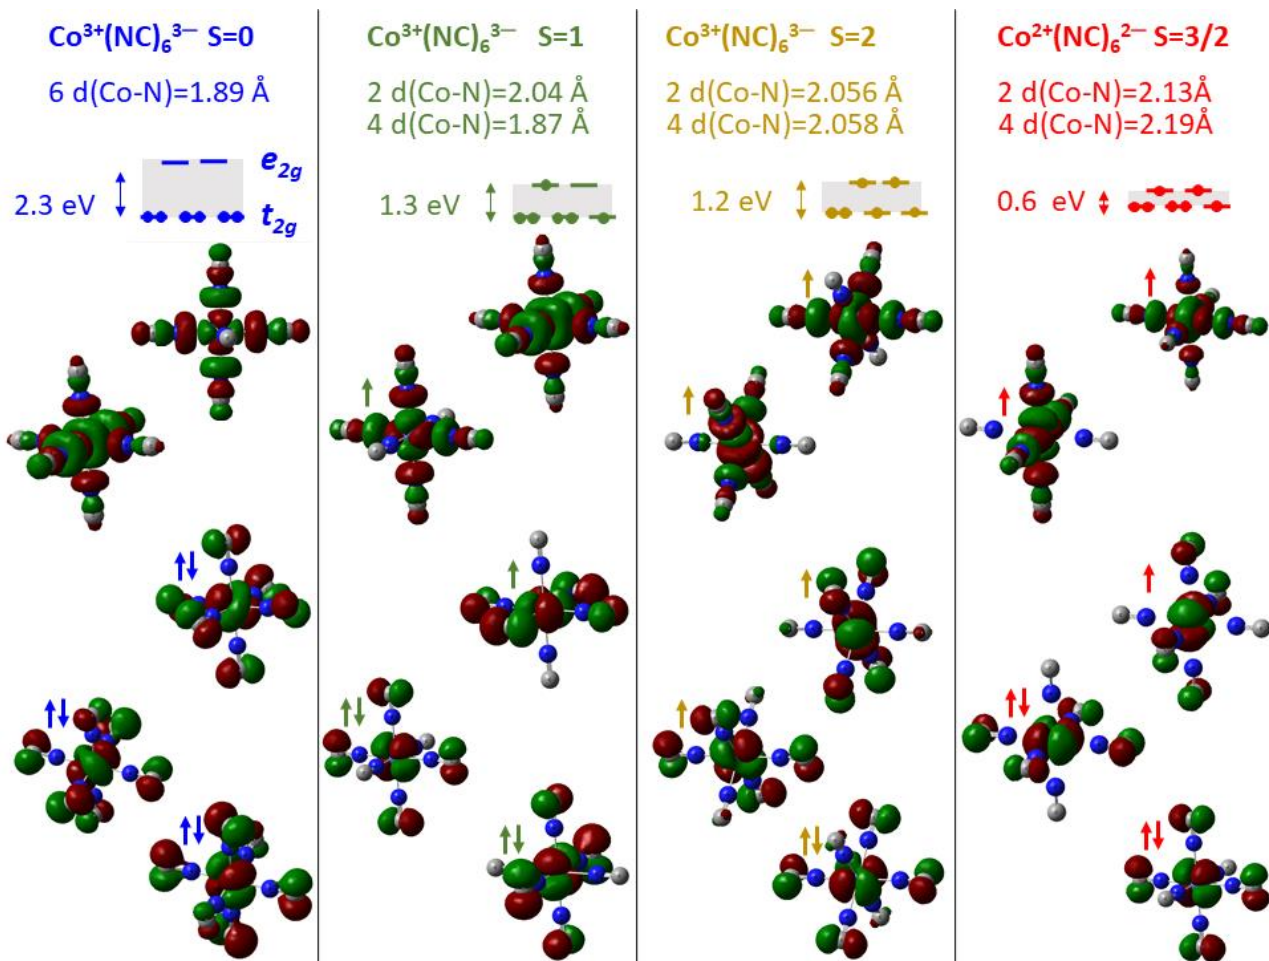 Co³⁺(NC)₆³⁻ S=0
6 d(Co-N)=1.89 Å
e₂g
2.3 eV
t₂g
Co³⁺(NC)₆³⁻ S=1
2 d(Co-N)=2.04 Å
4 d(Co-N)=1.87 Å
1.3 eV
Co³⁺(NC)₆³⁻ S=2
2 d(Co-N)=2.056 Å
4 d(Co-N)=2.058 Å
1.2 eV
Co²⁺(NC)₆²⁻ S=3/2
2 d(Co-N)=2.13Å
4 d(Co-N)=2.19Å
0.6 eV